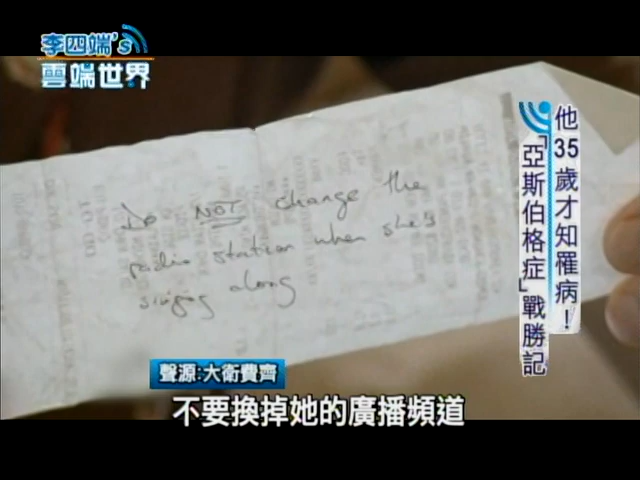 李四端's
雲端世界
他35歲才知罹病!
「亞斯伯格症」戰勝記
Do NOT change the
radio station when she's
singing along
聲源:大衛費齊
不要換掉她的廣播頻道